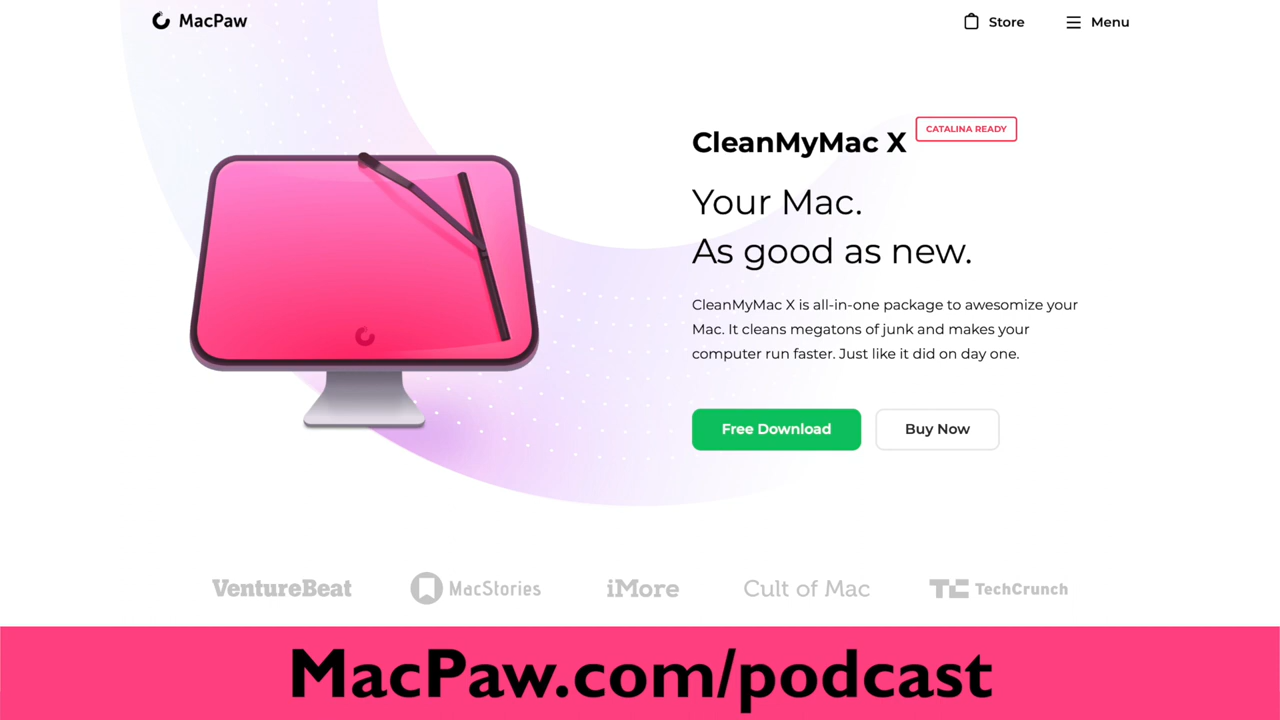 MacPaw
Store
Menu
CleanMyMac X
CATALINA READY
Your Mac.
As good as new.
CleanMyMac X is all-in-one package to awesomize your
Mac. It cleans megatons of junk and makes your
computer run faster. Just like it did on day one.
Free Download
Buy Now
VentureBeat
MacStories
iMore
Cult of Mac
TC TechCrunch
MacPaw.com/podcast